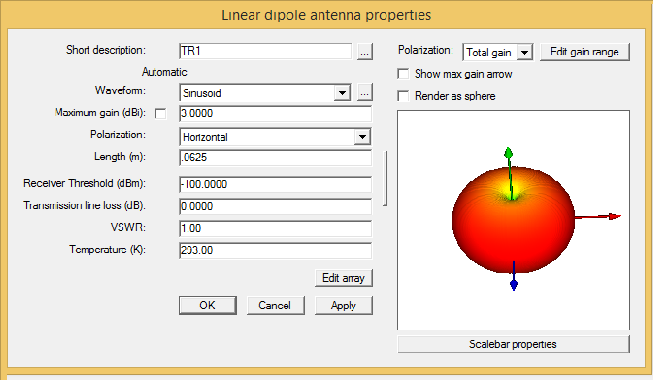 Linear dipole antenna properties
Short description: TR1 ...
Automatic
Waveform: Sinusoid ...
Maximum gain (dBi): 3.0000
Polarization: Horizontal
Length (m): .0625
Receiver Threshold (dBm): -100.0000
Transmission line loss (dB): 0.0000
VSWR: 1.00
Temperature (K): 293.00
Edit array
OK Cancel Apply
Polarization Total gain Edit gain range
Show max gain arrow
Render as sphere
Scalebar properties